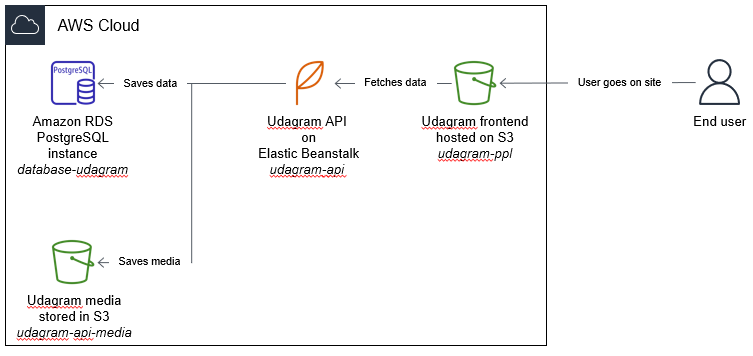 AWS Cloud
PostgreSQL
Saves data
Fetches data
User goes on site
Amazon RDS
PostgreSQL
instance
database-udagram
Udagram API
on
Elastic Beanstalk
udagram-api
Udagram frontend
hosted on S3
udagram-ppl
End user
Saves media
Udagram media
stored in S3
udagram-api-media